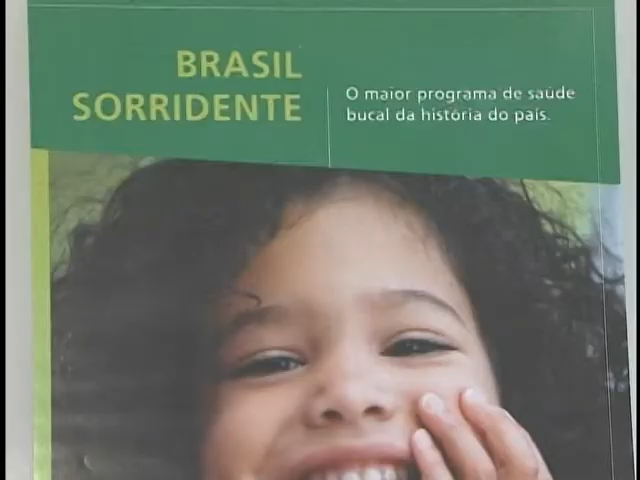 BRASIL
SORRIDENTE
O maior programa de saúde
bucal da história do país.